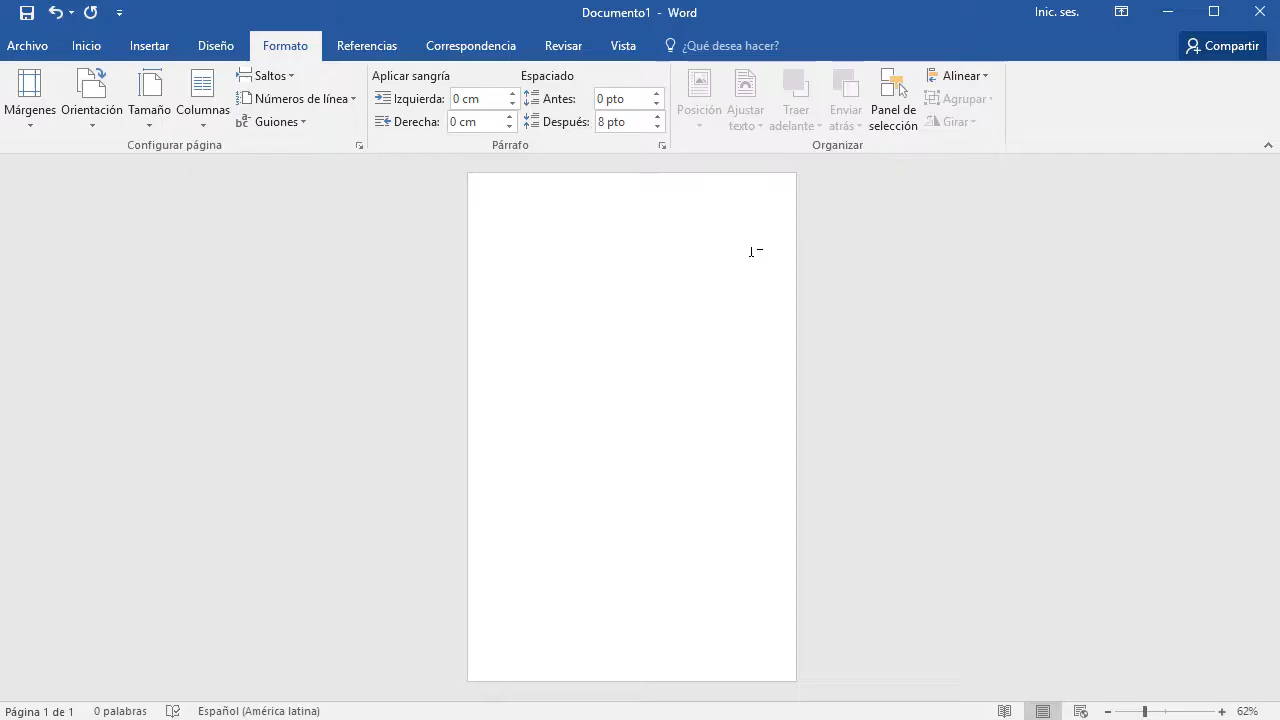 Documento1 - Word
Inic. ses.
Archivo Inicio Insertar Diseño Formato Referencias Correspondencia Revisar Vista ¿Qué desea hacer? Compartir
Márgenes Orientación Tamaño Columnas
Saltos
Números de línea
Guiones
Configurar página
Aplicar sangría Espaciado
Izquierda: 0 cm Antes: 0 pto
Derecha: 0 cm Después: 8 pto
Párrafo
Posición
Ajustar texto
Traer adelante
Enviar atrás
Panel de selección
Alinear
Agrupar
Girar
Organizar
Página 1 de 1 0 palabras Español (América latina) 62%